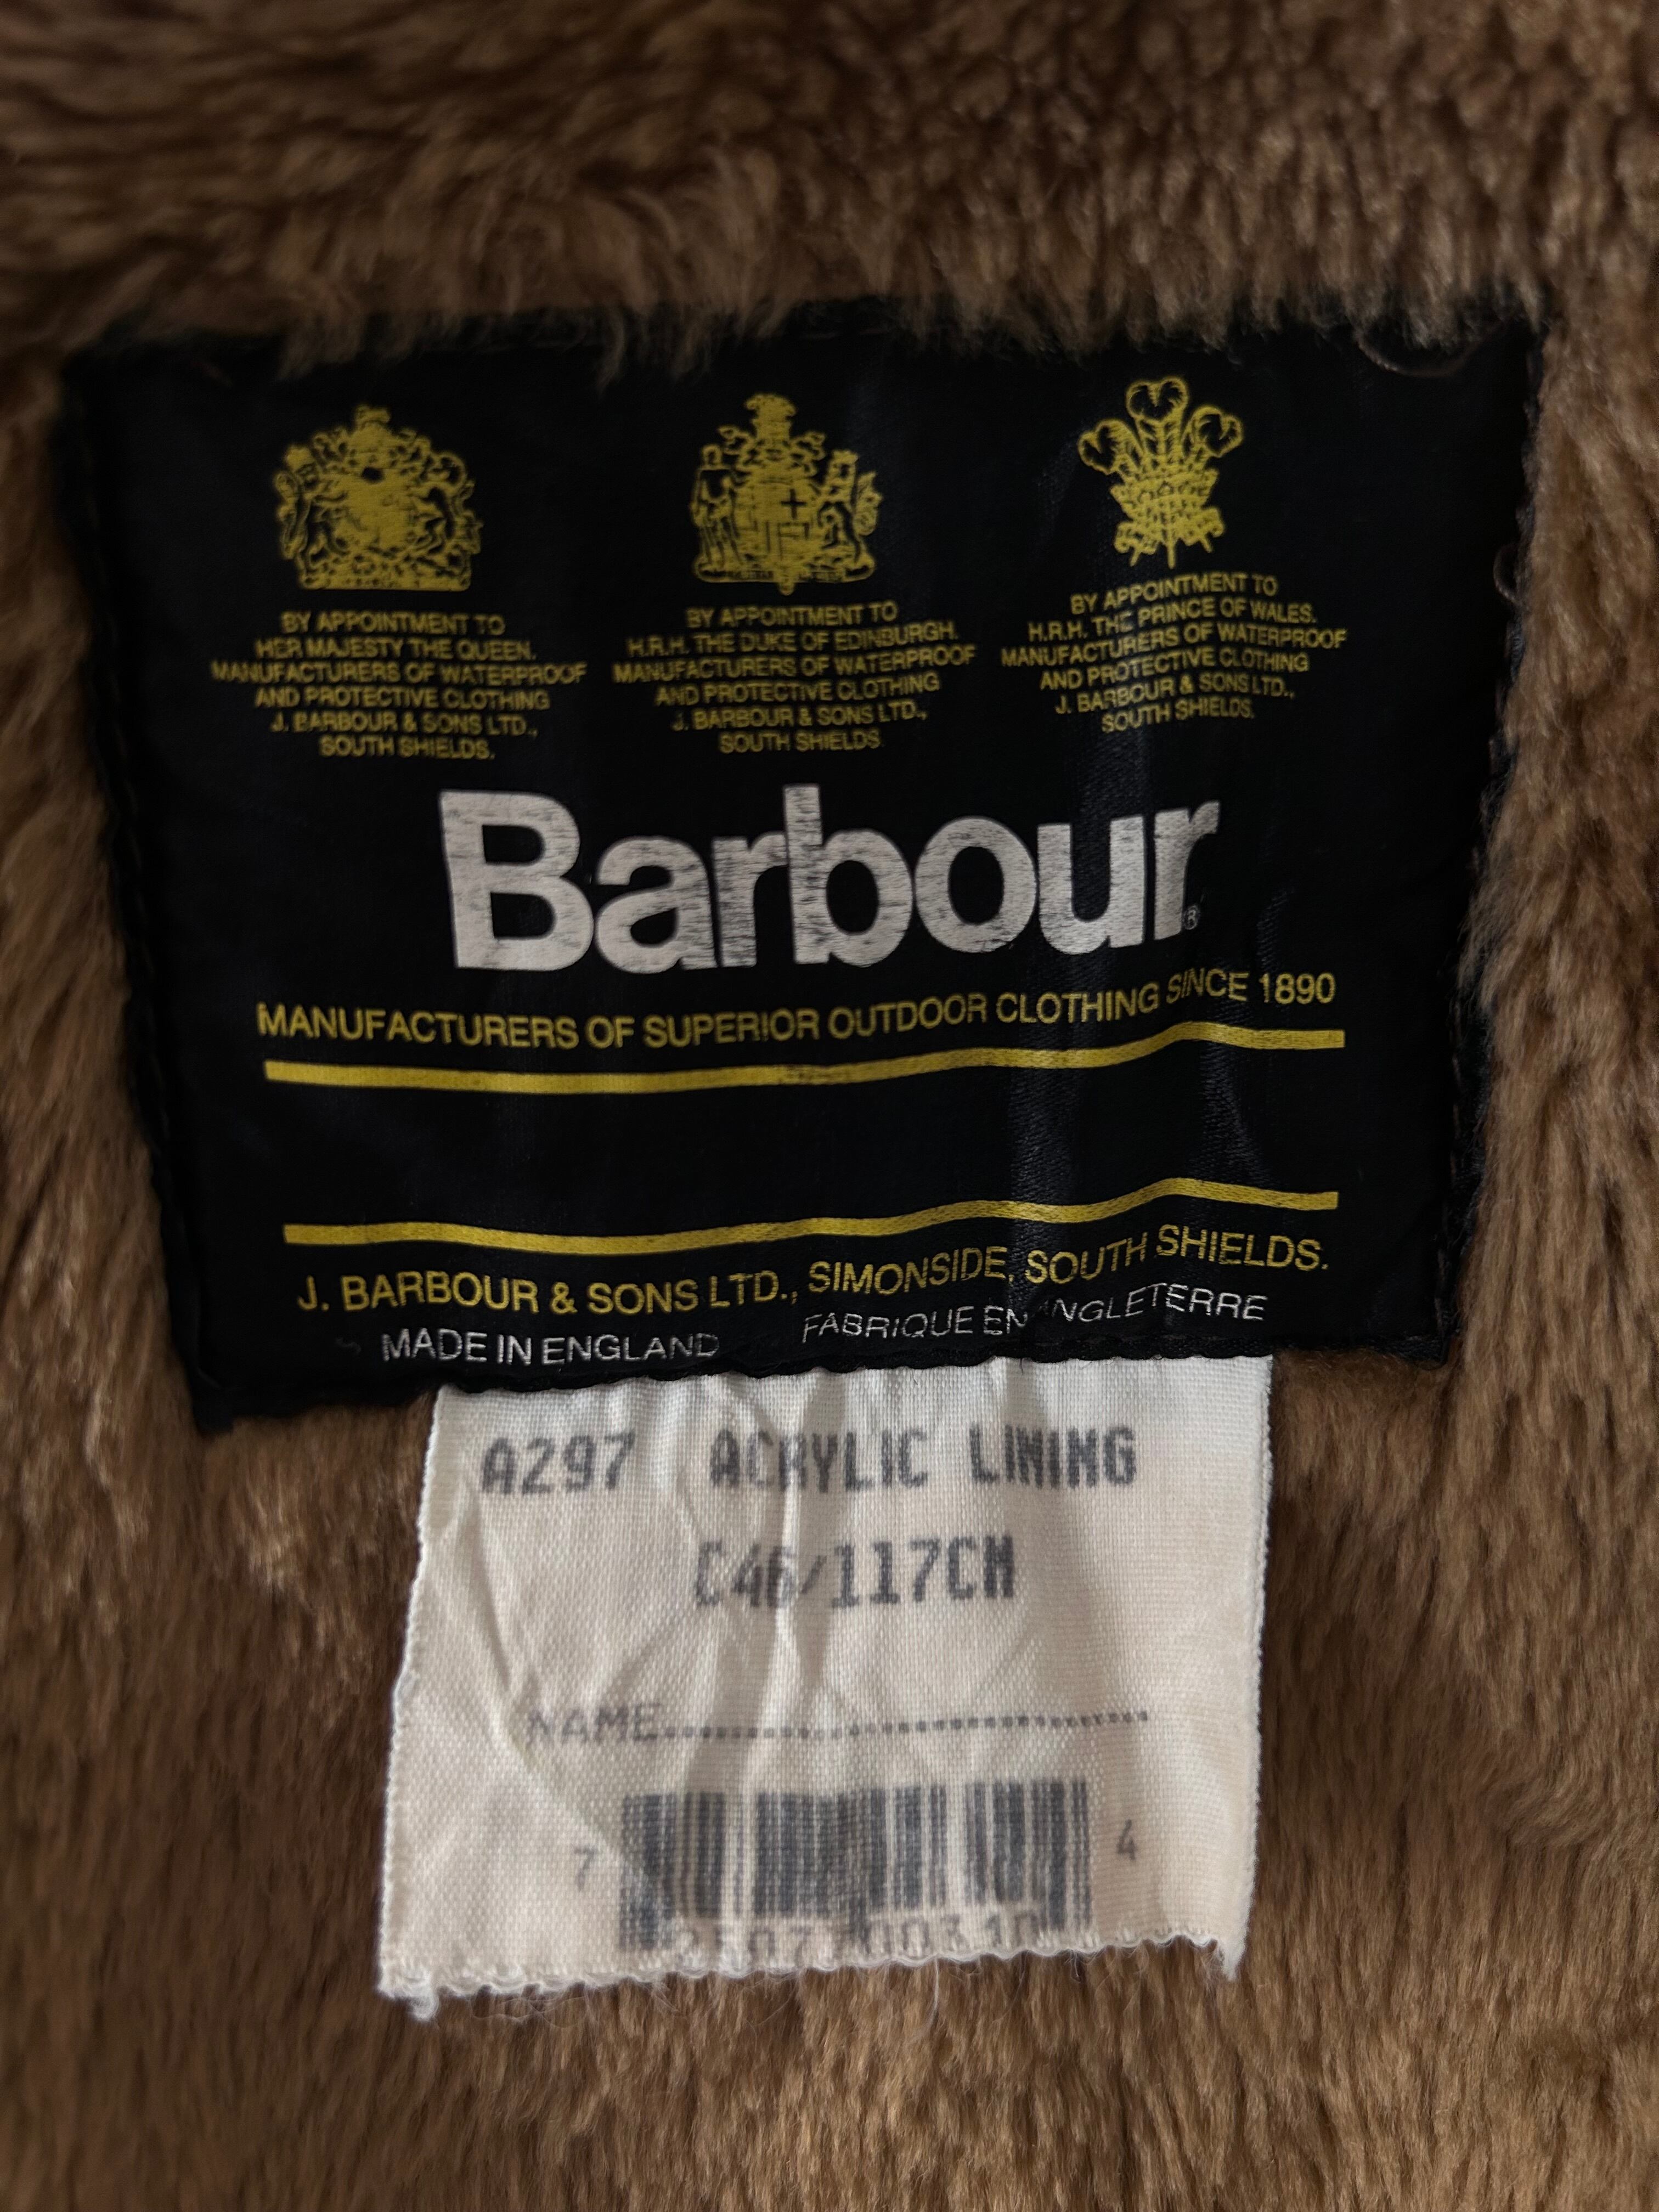 BY APPOINTMENT TO
HER MAJESTY THE QUEEN.
MANUFACTURERS OF WATERPROOF
AND PROTECTIVE CLOTHING
J. BARBOUR & SONS LTD.,
SOUTH SHIELDS.
BY APPOINTMENT TO
H.R.H. THE DUKE OF EDINBURGH.
MANUFACTURERS OF WATERPROOF
AND PROTECTIVE CLOTHING
J. BARBOUR & SONS LTD.,
SOUTH SHIELDS.
BY APPOINTMENT TO
H.R.H. THE PRINCE OF WALES.
MANUFACTURERS OF WATERPROOF
AND PROTECTIVE CLOTHING
J. BARBOUR & SONS LTD.,
SOUTH SHIELDS.
Barbour®
MANUFACTURERS OF SUPERIOR OUTDOOR CLOTHING SINCE 1890
J. BARBOUR & SONS LTD., SIMONSIDE, SOUTH SHIELDS.
MADE IN ENGLAND FABRIQUE EN ANGLETERRE
A297 ACRYLIC LINING
C46/117CM
NAME..............................
7 4